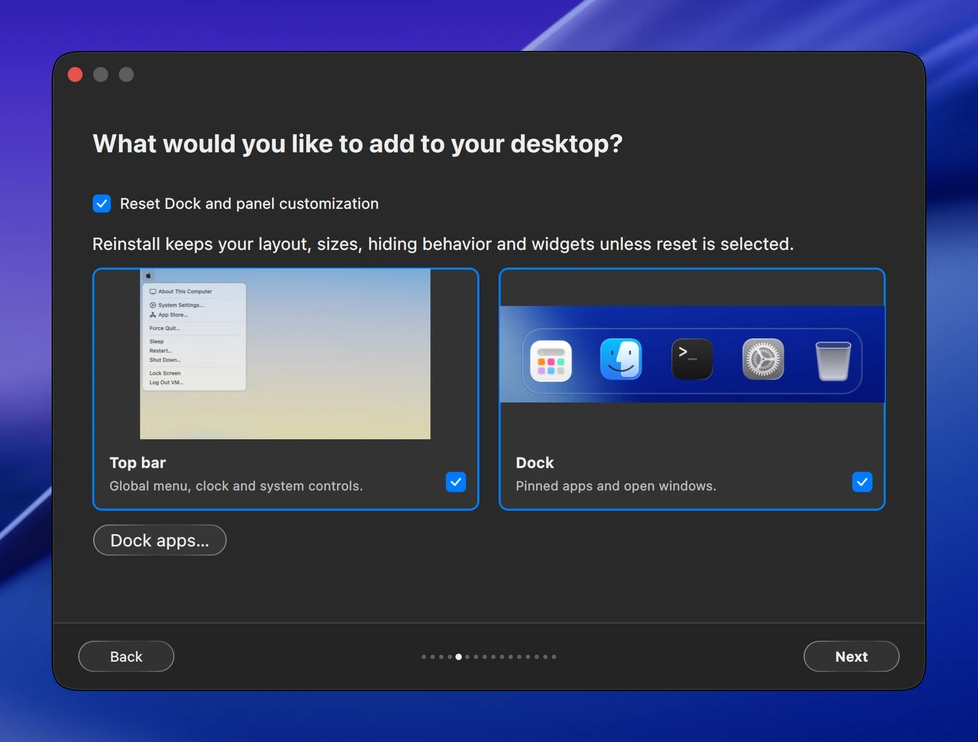 What would you like to add to your desktop?
Reset Dock and panel customization
Reinstall keeps your layout, sizes, hiding behavior and widgets unless reset is selected.
About This Computer
System Settings...
App Store...
Force Quit...
Sleep
Restart...
Shut Down...
Lock Screen
Log Out VM...
Top bar
Global menu, clock and system controls.
Dock
Pinned apps and open windows.
Dock apps...
Back
Next